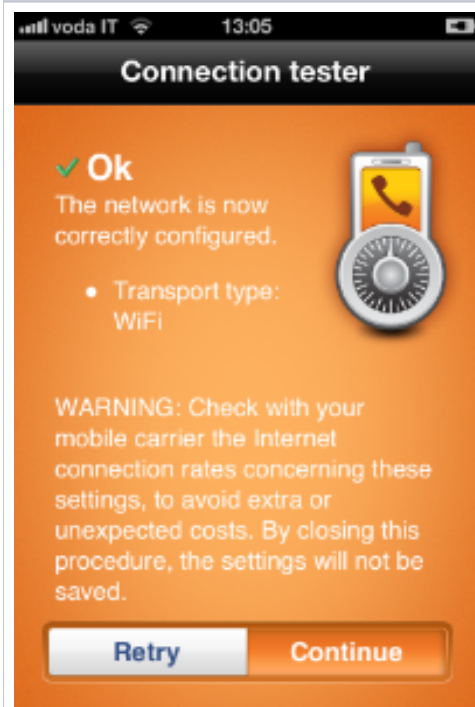 voda IT 13:05
Connection tester
Ok
The network is now
correctly configured.
• Transport type:
WiFi
WARNING: Check with your
mobile carrier the Internet
connection rates concerning these
settings, to avoid extra or
unexpected costs. By closing this
procedure, the settings will not be
saved.
Retry Continue